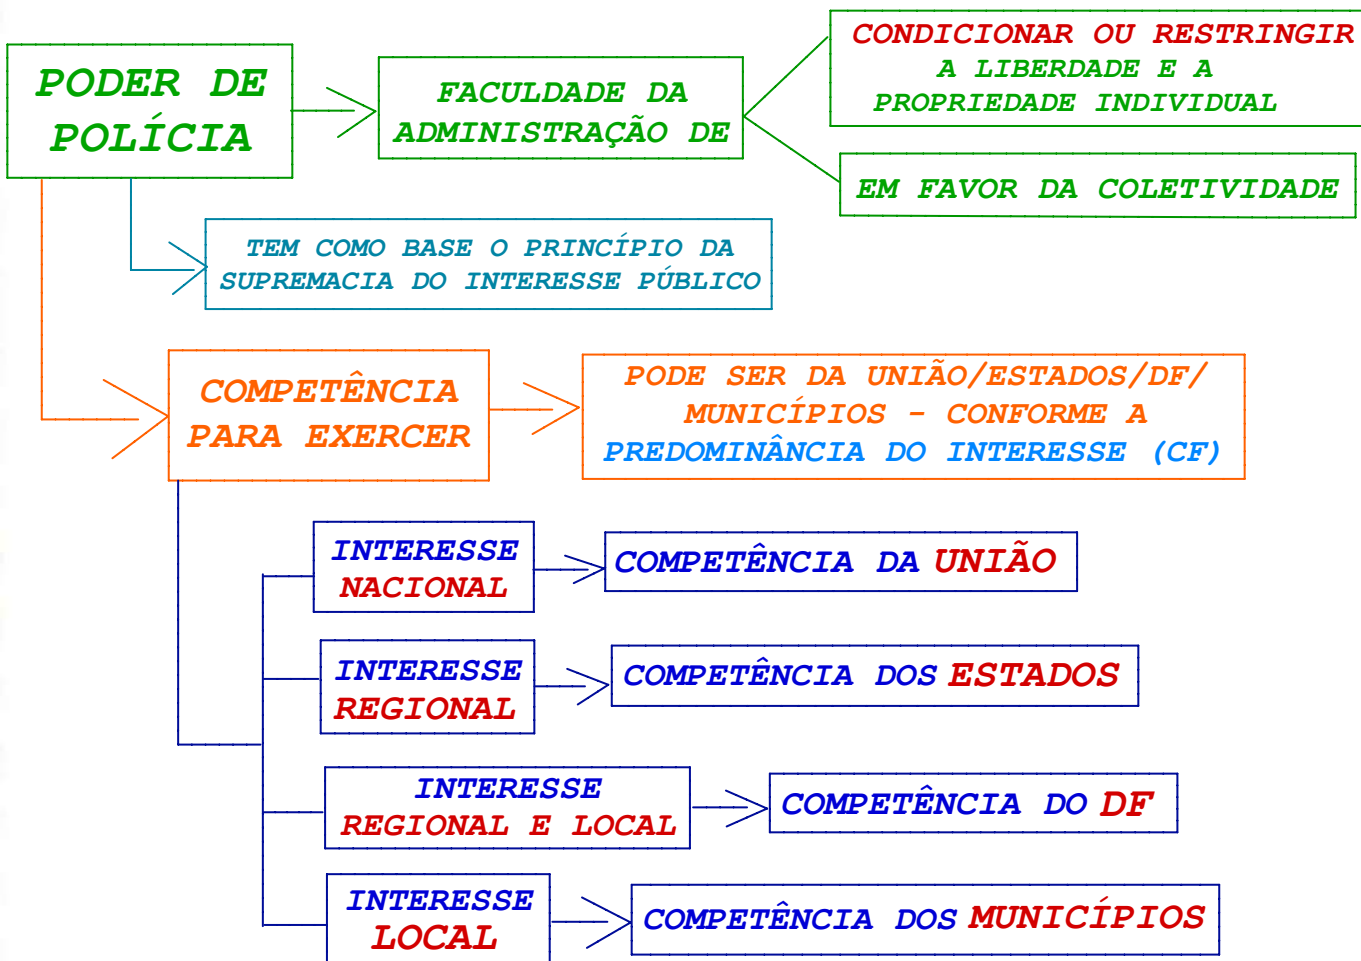 PODER DE
POLÍCIA
FACULDADE DA
ADMINISTRAÇÃO DE
CONDICIONAR OU RESTRINGIR
A LIBERDADE E A
PROPRIEDADE INDIVIDUAL
EM FAVOR DA COLETIVIDADE
TEM COMO BASE O PRINCÍPIO DA
SUPREMACIA DO INTERESSE PÚBLICO
COMPETÊNCIA
PARA EXERCER
PODE SER DA UNIÃO/ESTADOS/DF/
MUNICÍPIOS - CONFORME A
PREDOMINÂNCIA DO INTERESSE (CF)
INTERESSE
NACIONAL
COMPETÊNCIA DA UNIÃO
INTERESSE
REGIONAL
COMPETÊNCIA DOS ESTADOS
INTERESSE
REGIONAL E LOCAL
COMPETÊNCIA DO DF
INTERESSE
LOCAL
COMPETÊNCIA DOS MUNICÍPIOS